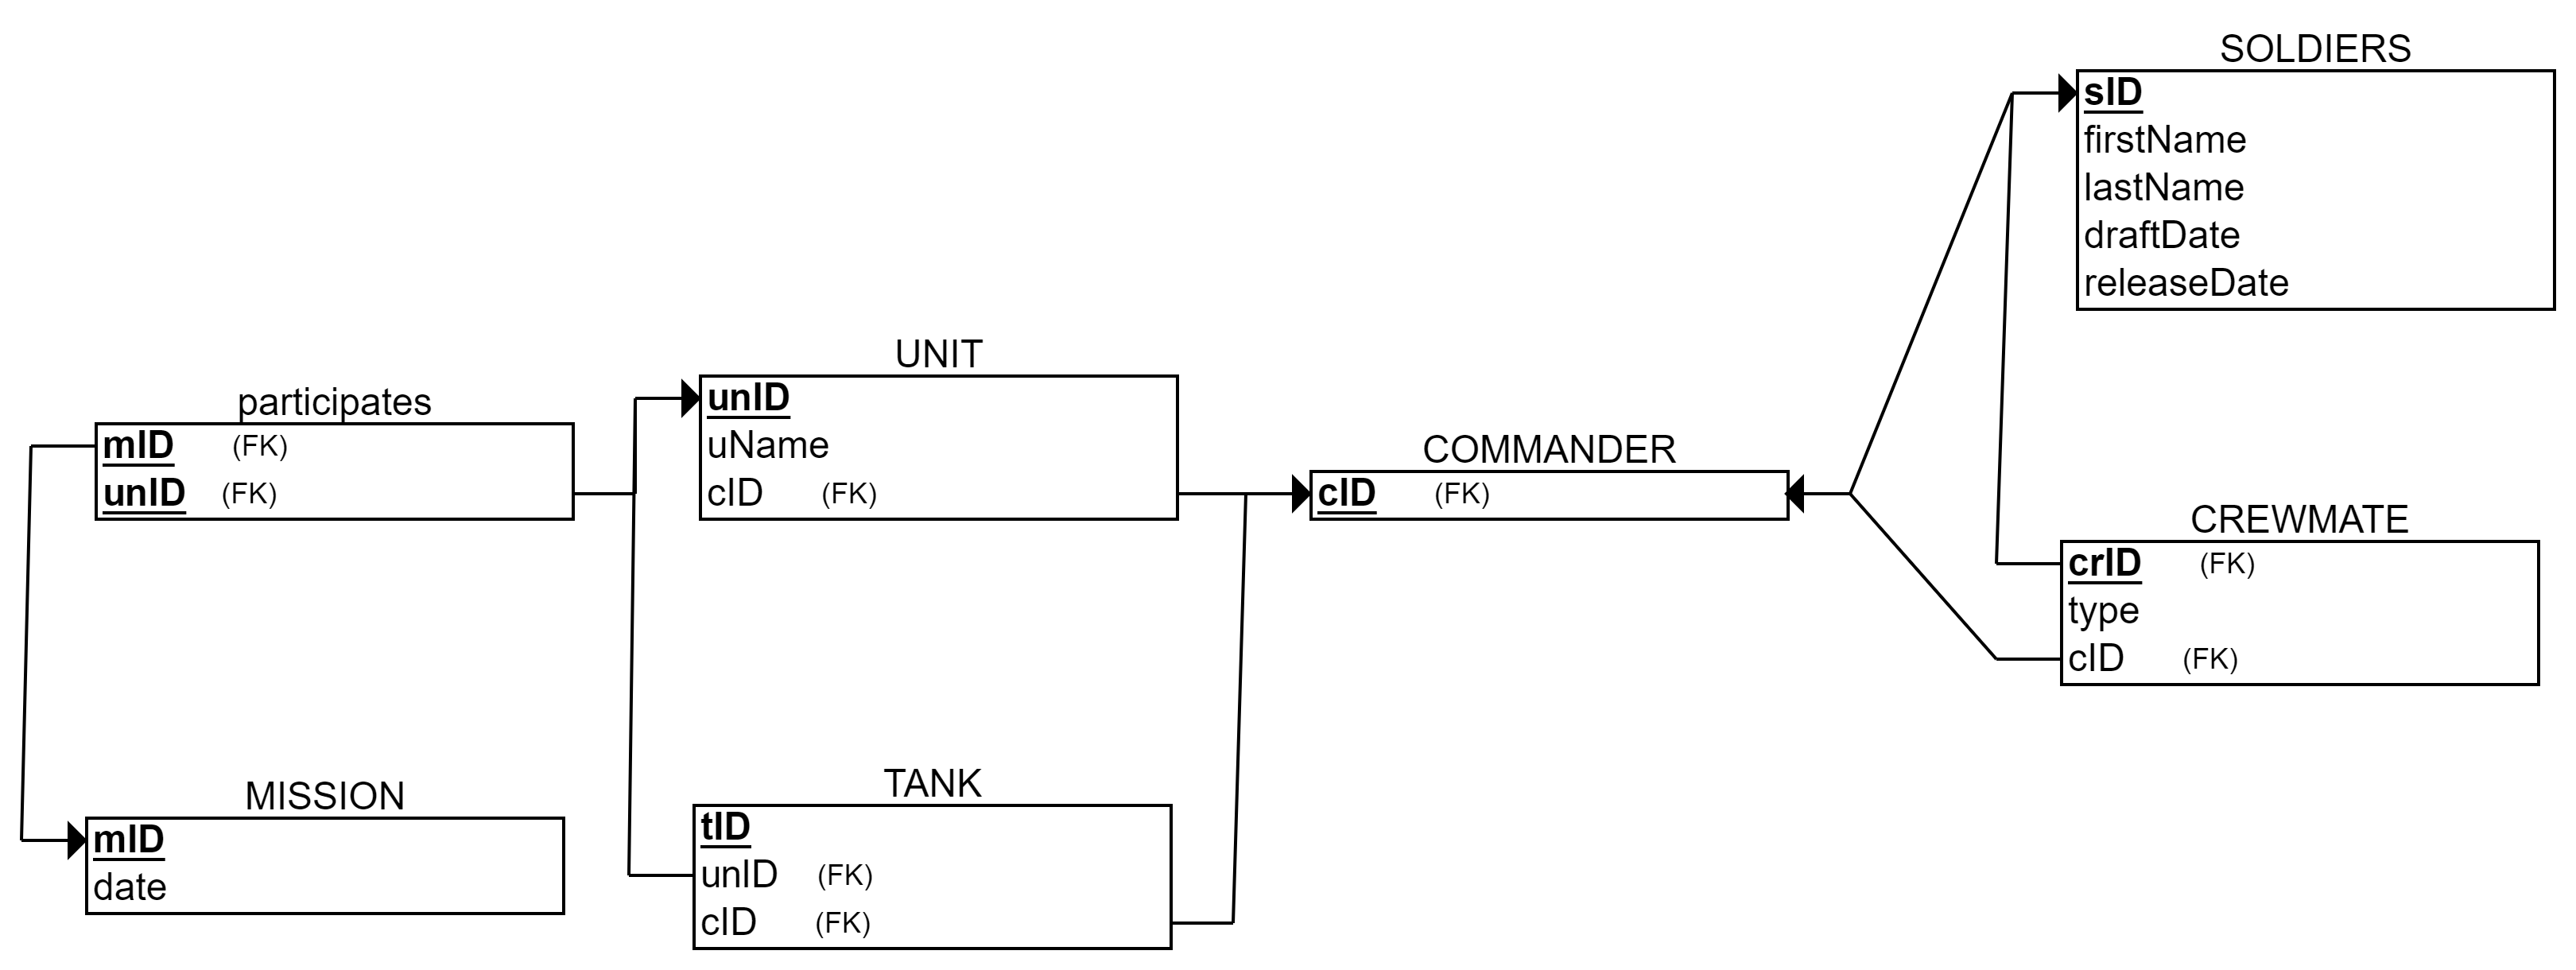 SOLDIERS
sID
firstName
lastName
draftDate
releaseDate
UNIT
unID
uName
cID (FK)
participates
mID (FK)
unID (FK)
COMMANDER
cID (FK)
CREWMATE
crID (FK)
type
cID (FK)
MISSION
mID
date
TANK
tID
unID (FK)
cID (FK)